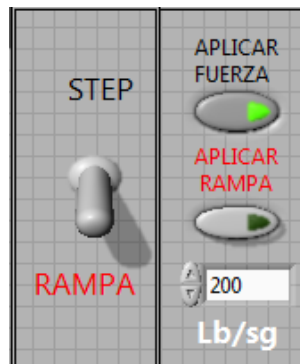 STEP
RAMPA
APLICAR
FUERZA
APLICAR
RAMPA
200
Lb/sg